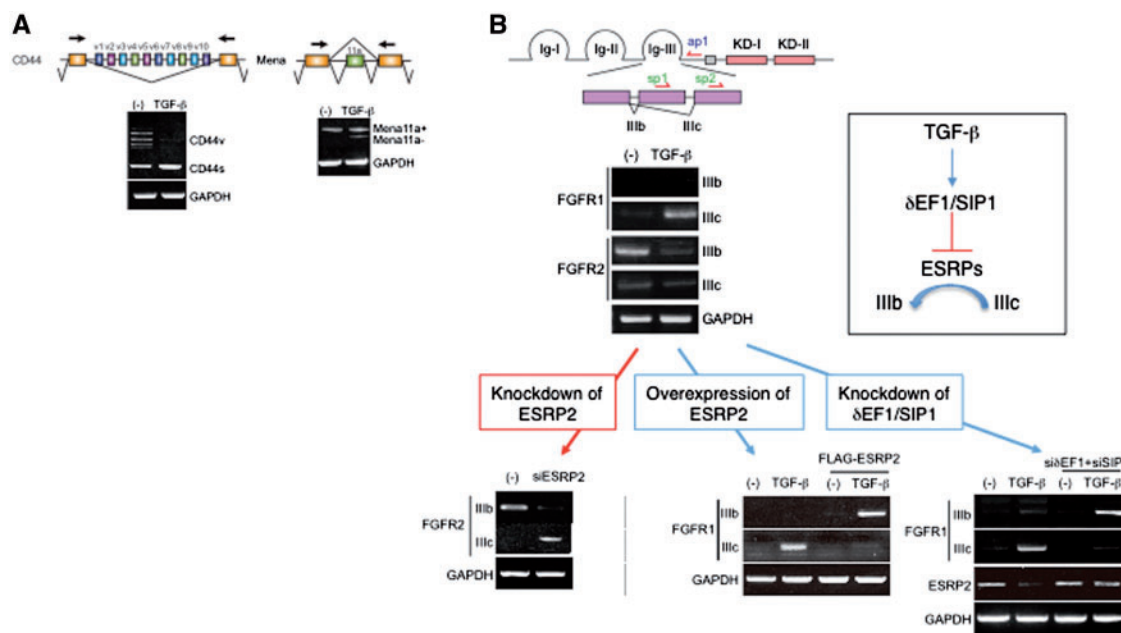 A
v1 v2 v3 v4 v5 v6 v7 v8 v9 v10
CD44
(-) TGF-β
CD44v
CD44s
GAPDH
11a
Mena
(-) TGF-β
Mena11a+
Mena11a-
GAPDH
B
Ig-I Ig-II Ig-III ap1 KD-I KD-II
sp1 sp2
IIIb IIIc
(-) TGF-β
FGFR1
IIIb
IIIc
FGFR2
IIIb
IIIc
GAPDH
TGF-β
δEF1/SIP1
ESRPs
IIIb IIIc
Knockdown of
ESRP2
Overexpression of
ESRP2
Knockdown of
δEF1/SIP1
(-) siESRP2
FGFR2
IIIb
IIIc
GAPDH
FLAG-ESRP2
(-) TGF-β (-) TGF-β
FGFR1
IIIb
IIIc
GAPDH
siδEF1+siSIP
(-) TGF-β (-) TGF-β
FGFR1
IIIb
IIIc
ESRP2
GAPDH